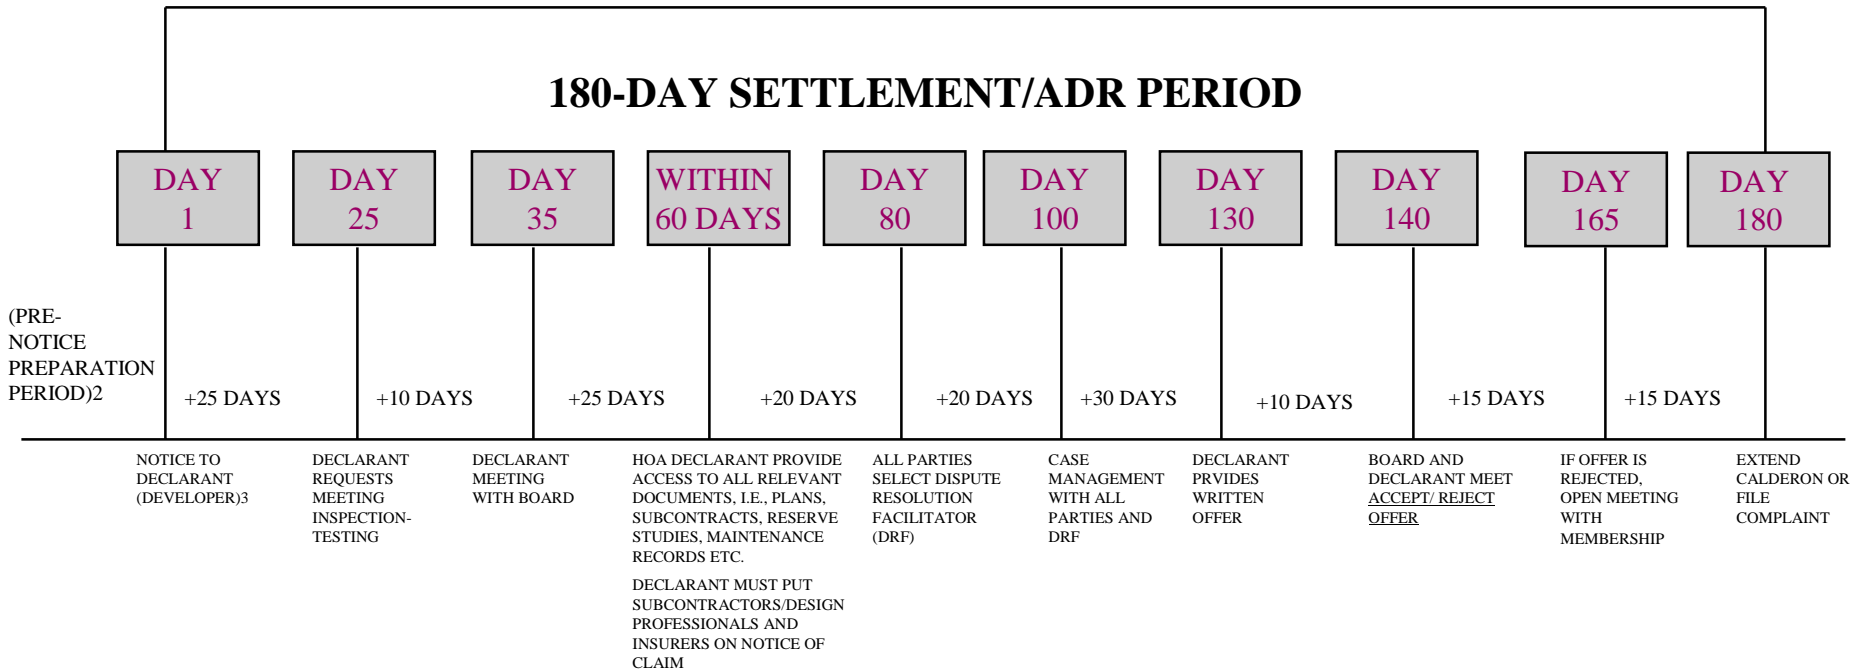 180-DAY SETTLEMENT/ADR PERIOD
DAY
1
DAY
25
DAY
35
WITHIN
60 DAYS
DAY
80
DAY
100
DAY
130
DAY
140
DAY
165
DAY
180
(PRE-
NOTICE
PREPARATION
PERIOD)2
+25 DAYS
+10 DAYS
+25 DAYS
+20 DAYS
+20 DAYS
+30 DAYS
+10 DAYS
+15 DAYS
+15 DAYS
NOTICE TO
DECLARANT
(DEVELOPER)3
DECLARANT
REQUESTS
MEETING
INSPECTION-
TESTING
DECLARANT
MEETING
WITH BOARD
HOA DECLARANT PROVIDE
ACCESS TO ALL RELEVANT
DOCUMENTS, I.E., PLANS,
SUBCONTRACTS, RESERVE
STUDIES, MAINTENANCE
RECORDS ETC.
DECLARANT MUST PUT
SUBCONTRACTORS/DESIGN
PROFESSIONALS AND
INSURERS ON NOTICE OF
CLAIM
ALL PARTIES
SELECT DISPUTE
RESOLUTION
FACILITATOR
(DRF)
CASE
MANAGEMENT
WITH ALL
PARTIES AND
DRF
DECLARANT
PRVIDES
WRITTEN
OFFER
BOARD AND
DECLARANT MEET
ACCEPT/ REJECT
OFFER
IF OFFER IS
REJECTED,
OPEN MEETING
WITH
MEMBERSHIP
EXTEND
CALDERON OR
FILE
COMPLAINT